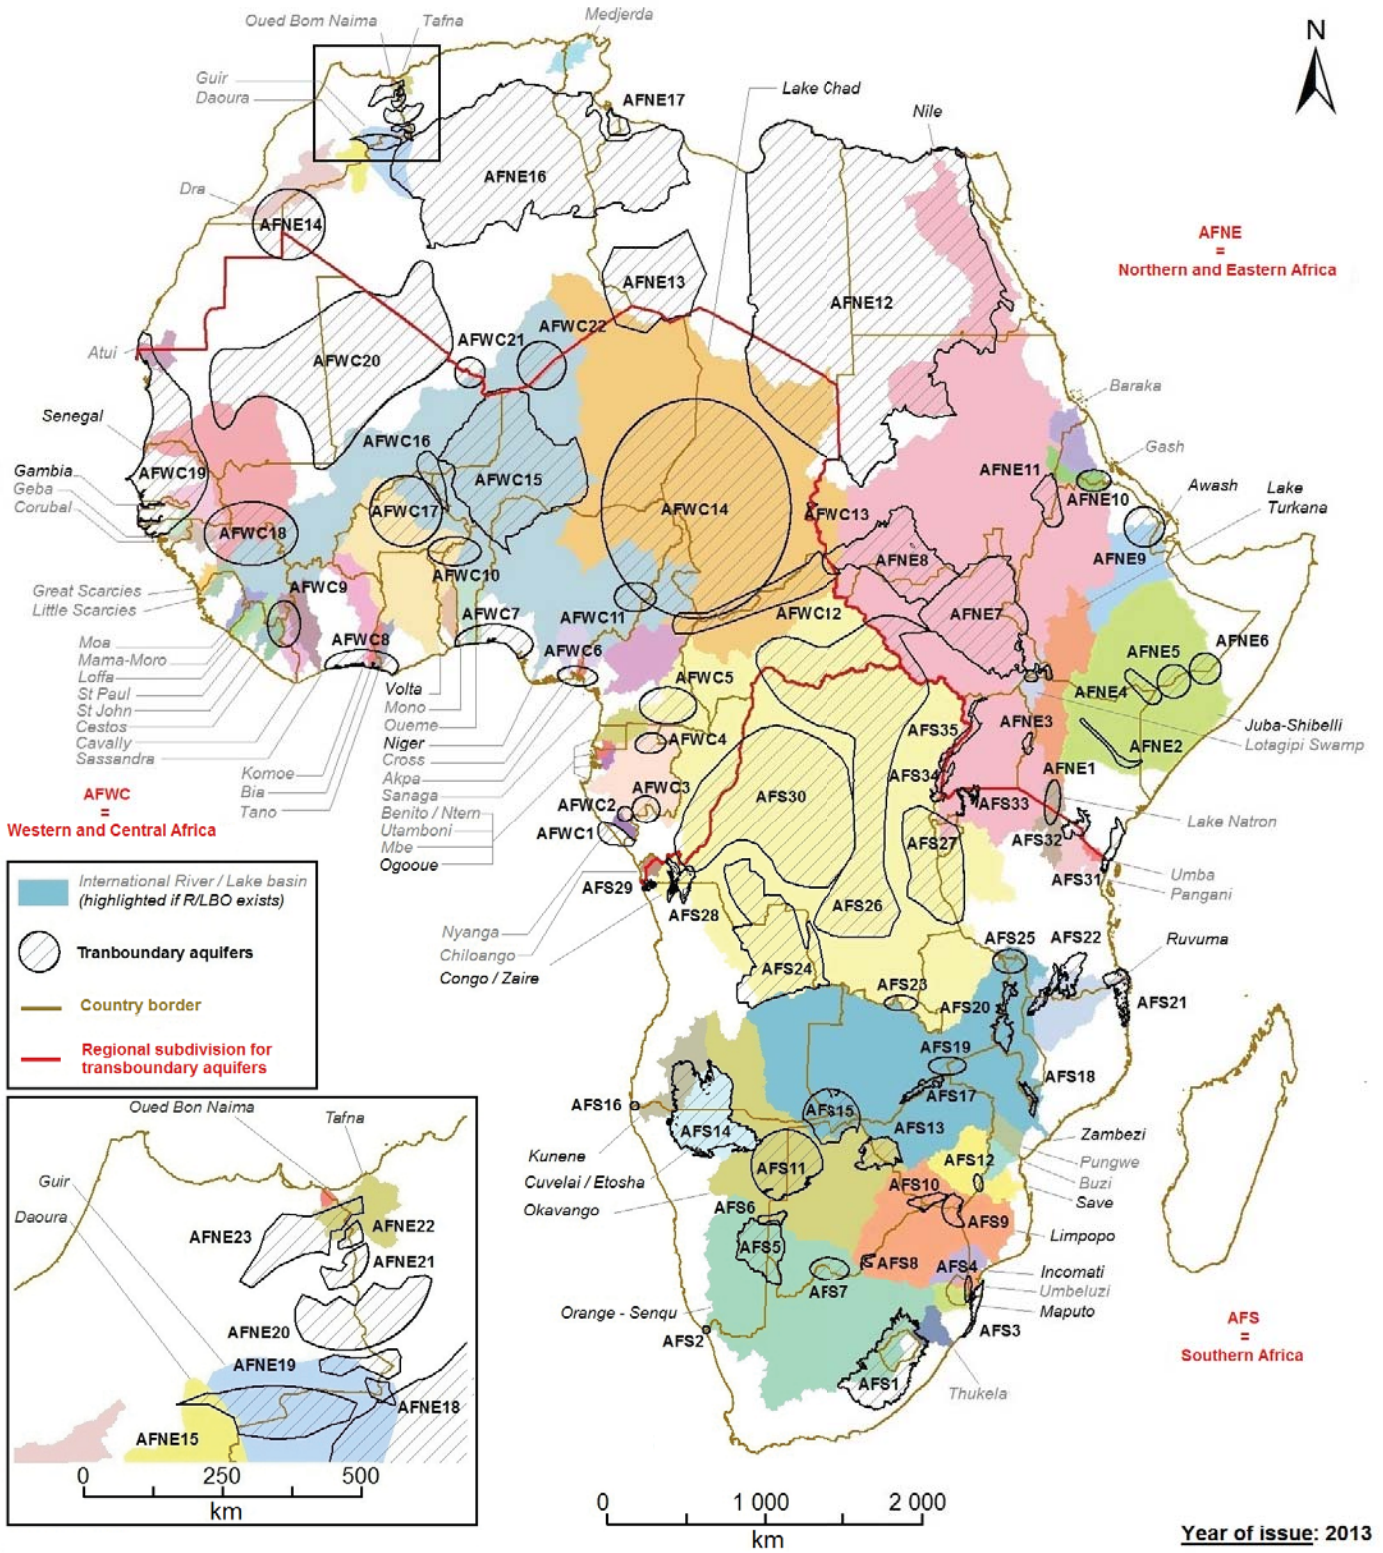 Oued Bom Naima
Tafna
Medjerda
Guir
Daoura
Lake Chad
Nile
N
AFNE17
AFNE16
Dra
AFNE14
AFNE
=
Northern and Eastern Africa
AFNE13
AFNE12
AFWC22
AFWC21
AFWC20
Atui
Baraka
Senegal
AFWC16
Gash
AFWC19
AFWC15
AFNE11
AFNE10
Gambia
Geba
Corubal
Awash
Lake
Turkana
AFWC17
AFWC14
AFWC13
AFWC18
AFNE9
AFNE8
AFWC10
AFWC9
Great Scarcies
Little Scarcies
AFWC7
AFWC11
AFWC12
AFNE7
Moa
Mama-Moro
Loffa
St Paul
St John
Cestos
Cavally
Sassandra
AFWC8
AFWC6
AFNE6
AFNE5
AFNE4
AFWC5
Volta
Mono
Oueme
Niger
Cross
Akpa
Sanaga
Benito / Ntern
Utamboni
Mbe
Ogooue
AFNE3
AFS35
Juba-Shibelli
Lotagipi Swamp
AFWC4
AFNE2
Komoe
Bia
Tano
AFS34
AFNE1
AFWC3
AFS30
AFWC2
AFS33
AFWC
=
Western and Central Africa
Lake Natron
AFWC1
AFS27
AFS32
AFS29
AFS31
Umba
Pangani
AFS28
AFS26
International River / Lake basin
(highlighted if R/LBO exists)
Tranboundary aquifers
Country border
Regional subdivision for
transboundary aquifers
Nyanga
Chiloango
Congo / Zaire
AFS25
AFS22
Ruvuma
AFS24
AFS23
AFS20
AFS21
AFS19
AFS18
AFS17
AFS16
AFS15
AFS14
AFS13
Zambezi
Kunene
Cuvelai / Etosha
Okavango
AFS12
Pungwe
Buzi
Save
AFS11
AFS10
AFS6
AFS9
Limpopo
AFS5
AFS8
AFS4
AFS7
Incomati
Umbeluzi
Maputo
Orange - Senqu
AFS2
AFS3
AFS1
Thukela
AFS
=
Southern Africa
Oued Bon Naima
Tafna
Guir
Daoura
AFNE23
AFNE22
AFNE21
AFNE20
AFNE19
AFNE18
AFNE15
0 250 500
km
0 1 000 2 000
km
Year of issue: 2013